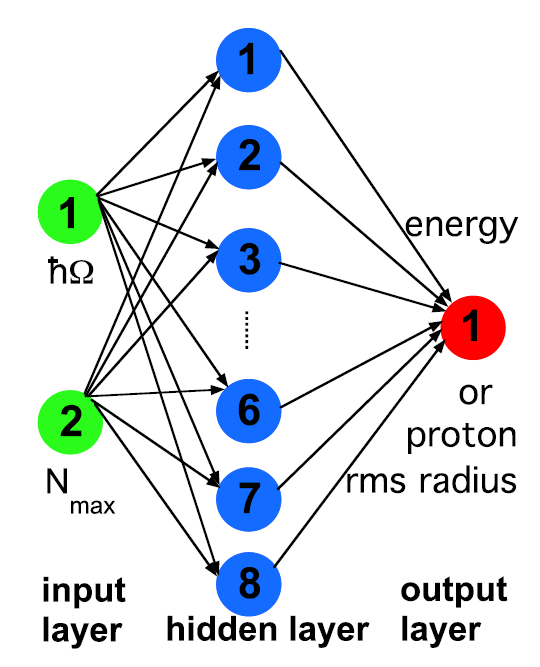 1
2
energy
1
3
ħΩ
1
or
6
2
proton
rms radius
N
max
7
8
input
layer
hidden layer
output
layer